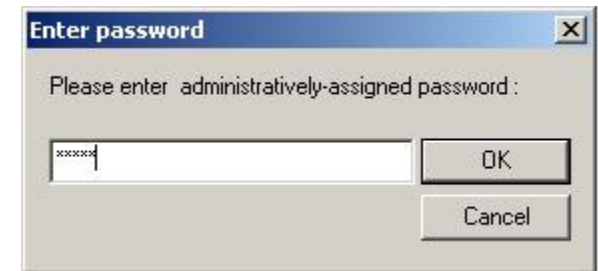 Enter password
Please enter administratively-assigned password :
*****
OK
Cancel